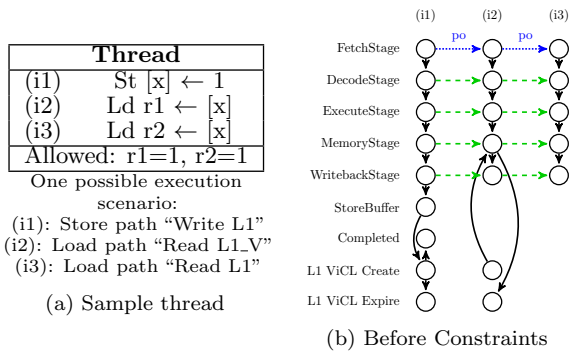 Thread
(i1) St [x] ← 1
(i2) Ld r1 ← [x]
(i3) Ld r2 ← [x]
Allowed: r1=1, r2=1
One possible execution
scenario:
(i1): Store path “Write L1”
(i2): Load path “Read L1_V”
(i3): Load path “Read L1”
(a) Sample thread
(i1) (i2) (i3)
po po
FetchStage
DecodeStage
ExecuteStage
MemoryStage
WritebackStage
StoreBuffer
Completed
L1 ViCL Create
L1 ViCL Expire
(b) Before Constraints